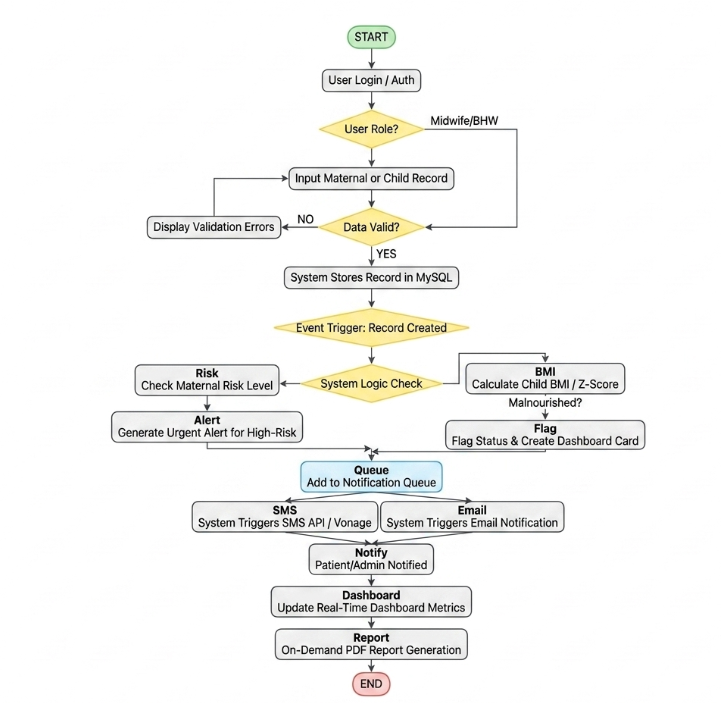 START
User Login / Auth
User Role?
Midwife/BHW
Input Maternal or Child Record
Display Validation Errors
NO
Data Valid?
YES
System Stores Record in MySQL
Event Trigger: Record Created
Risk
Check Maternal Risk Level
System Logic Check
BMI
Calculate Child BMI / Z-Score
Malnourished?
Alert
Generate Urgent Alert for High-Risk
Flag
Flag Status & Create Dashboard Card
Queue
Add to Notification Queue
SMS
System Triggers SMS API / Vonage
Email
System Triggers Email Notification
Notify
Patient/Admin Notified
Dashboard
Update Real-Time Dashboard Metrics
Report
On-Demand PDF Report Generation
END